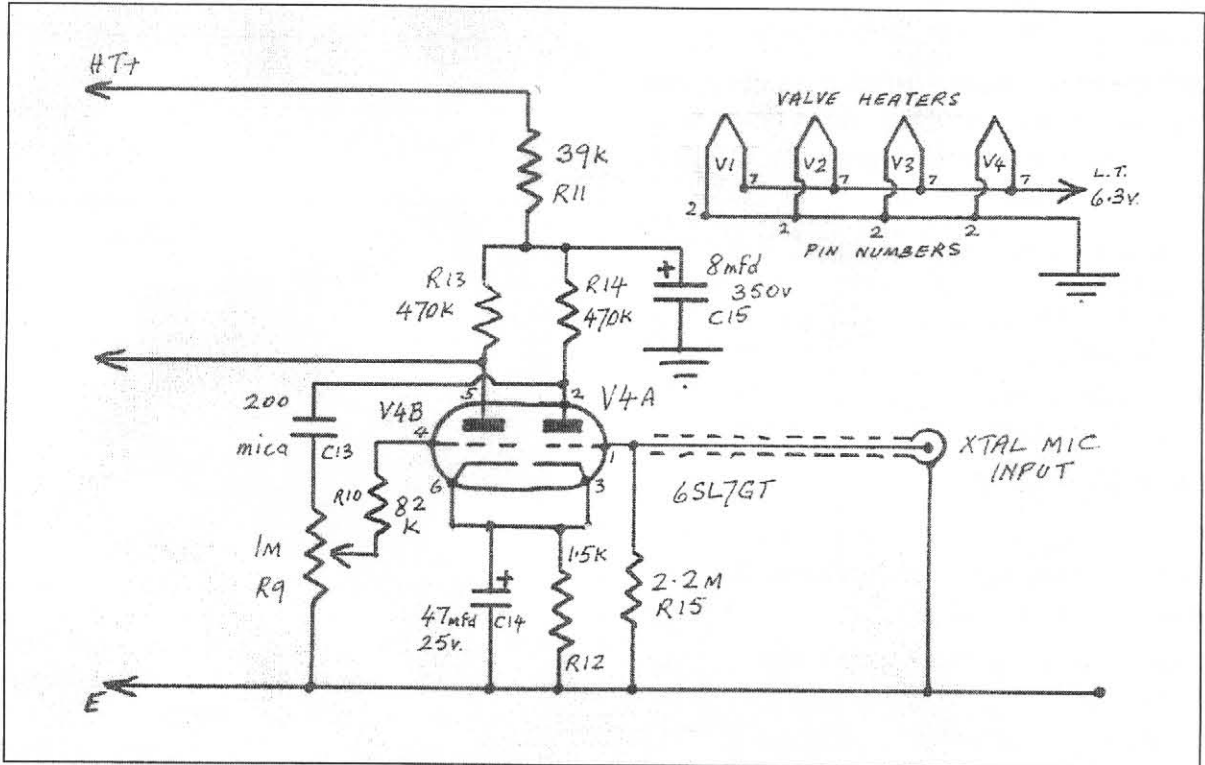 HT+
VALVE HEATERS
V1
V2
V3
V4
7
7
7
7
L.T.
6.3v.
2
2
2
2
PIN NUMBERS
39K
R11
R13
470K
R14
470K
+
8mfd
350v
C15
200
mica
C13
V4B
V4A
5
2
4
1
6
3
XTAL MIC
INPUT
6SL7GT
R10
82
K
1M
R9
1.5K
+
47mfd
25v.
C14
R12
2.2M
R15
E